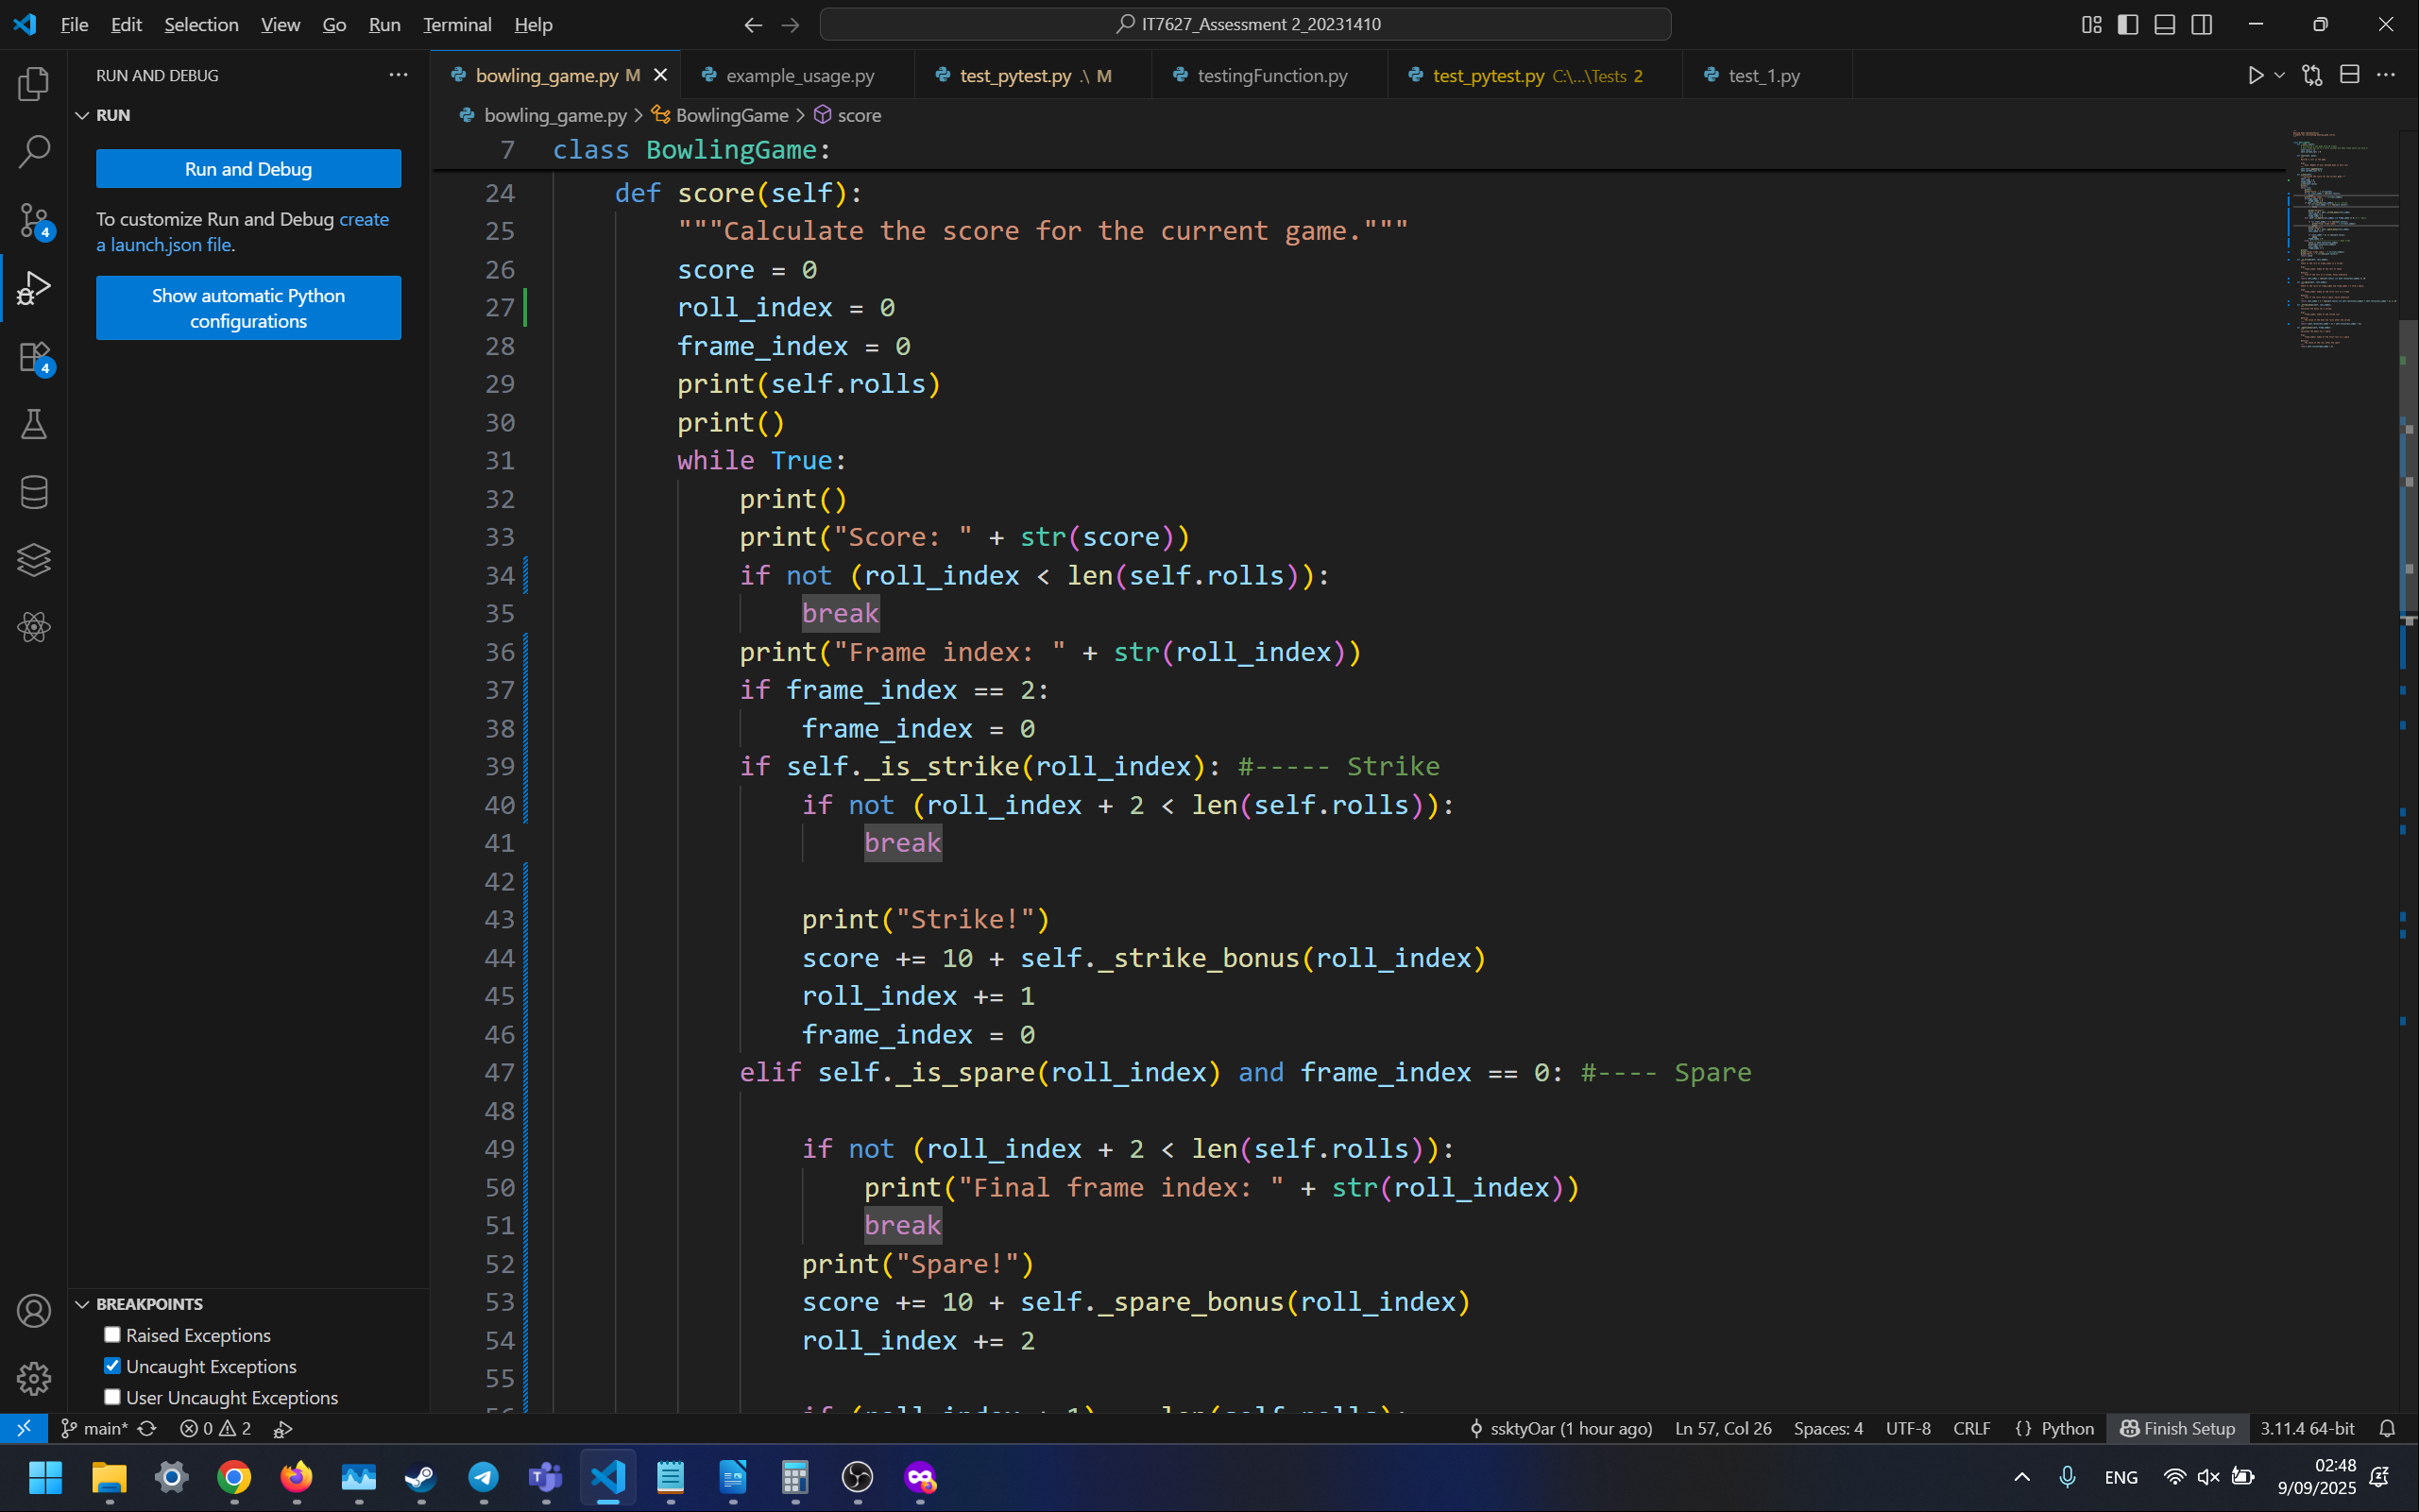 File Edit Selection View Go Run Terminal Help
IT7627_Assessment 2_20231410
RUN AND DEBUG
RUN
Run and Debug
To customize Run and Debug create
a launch.json file.
Show automatic Python
configurations
bowling_game.py M
example_usage.py
test_pytest.py .\ M
testingFunction.py
test_pytest.py C:\...\Tests 2
test_1.py
bowling_game.py > BowlingGame > score
7 class BowlingGame:
24 def score(self):
25 """Calculate the score for the current game."""
26 score = 0
27 roll_index = 0
28 frame_index = 0
29 print(self.rolls)
30 print()
31 while True:
32 print()
33 print("Score: " + str(score))
34 if not (roll_index < len(self.rolls)):
35 break
36 print("Frame index: " + str(roll_index))
37 if frame_index == 2:
38 frame_index = 0
39 if self._is_strike(roll_index): #----- Strike
40 if not (roll_index + 2 < len(self.rolls)):
41 break
42
43 print("Strike!")
44 score += 10 + self._strike_bonus(roll_index)
45 roll_index += 1
46 frame_index = 0
47 elif self._is_spare(roll_index) and frame_index == 0: #---- Spare
48
49 if not (roll_index + 2 < len(self.rolls)):
50 print("Final frame index: " + str(roll_index))
51 break
52 print("Spare!")
53 score += 10 + self._spare_bonus(roll_index)
54 roll_index += 2
55
4
4
BREAKPOINTS
Raised Exceptions
Uncaught Exceptions
User Uncaught Exceptions
main* 0 2
ssktyOar (1 hour ago) Ln 57, Col 26 Spaces: 4 UTF-8 CRLF {} Python Finish Setup 3.11.4 64-bit
ENG
02:48
9/09/2025